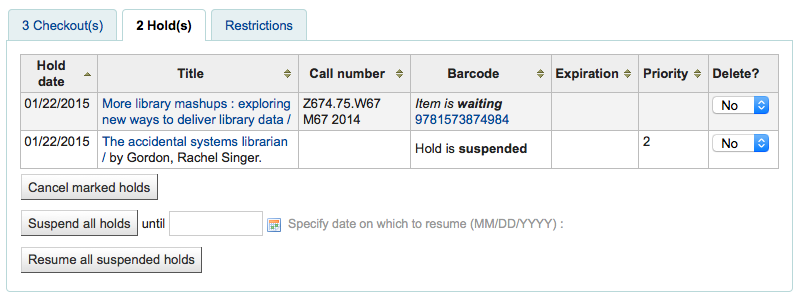 3 Checkout(s) 2 Hold(s) Restrictions
Hold date Title Call number Barcode Expiration Priority Delete?
01/22/2015 More library mashups : exploring Z674.75.W67 Item is waiting No
new ways to deliver library data / M67 2014 9781573874984
01/22/2015 The accidental systems librarian Hold is suspended 2 No
/ by Gordon, Rachel Singer.
Cancel marked holds
Suspend all holds until Specify date on which to resume (MM/DD/YYYY) :
Resume all suspended holds